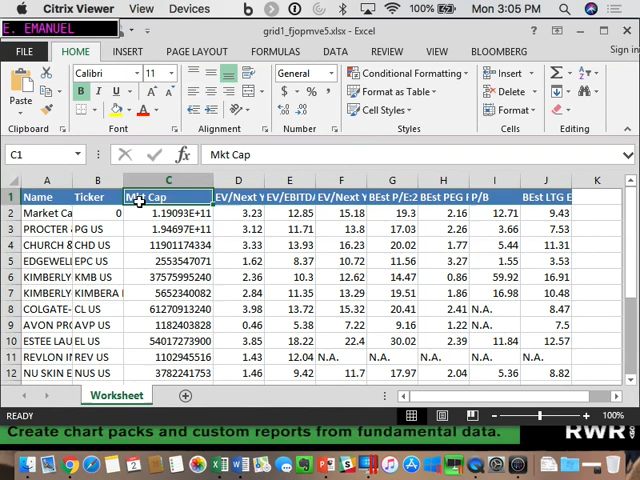 Citrix Viewer View Devices 100% Mon 3:05 PM
E. EMANUEL
grid1_fjopmve5.xlsx - Excel
FILE HOME INSERT PAGE LAYOUT FORMULAS DATA REVIEW VIEW BLOOMBERG
Paste
Clipboard
Calibri 11
B I U
Font
Alignment
General
$ % ,
Number
Conditional Formatting
Format as Table
Cell Styles
Styles
Insert
Delete
Format
Cells
Editing
C1 fx Mkt Cap
A B C D E F G H I J K
1 Name Ticker Mkt Cap EV/Next Y EV/EBITDA EV/Next Y BEst P/E:2 BEst PEG P/B BEst LTG E
2 Market Ca 0 1.19093E+11 3.23 12.85 15.18 19.3 2.16 12.71 9.43
3 PROCTER PG US 1.94697E+11 3.12 11.71 13.8 17.03 2.26 3.66 7.53
4 CHURCH & CHD US 11901174334 3.33 13.93 16.23 20.02 1.77 5.44 11.31
5 EDGEWELL EPC US 2553547071 1.62 8.37 10.72 11.56 3.27 1.55 3.53
6 KIMBERLY KMB US 37575995240 2.36 10.3 12.62 14.47 0.86 59.92 16.91
7 KIMBERLY KIMBERA 5652340082 2.84 11.35 13.29 19.51 1.86 16.98 10.48
8 COLGATE- CL US 61270913240 3.98 13.72 15.32 20.41 2.41 N.A. 8.47
9 AVON PRO AVP US 1182403828 0.46 5.38 7.22 9.16 1.22 N.A. 7.5
10 ESTEE LAU EL US 54017273900 3.85 18.22 22.4 30.02 2.39 11.84 12.57
11 REVLON IN REV US 1102945516 1.43 12.04 N.A. N.A. N.A. N.A. N.A.
12 NU SKIN E NUS US 3782241753 1.46 9.42 11.7 17.97 2.04 5.36 8.82
Worksheet
READY 100%
Create chart packs and custom reports from fundamental data.
RWR